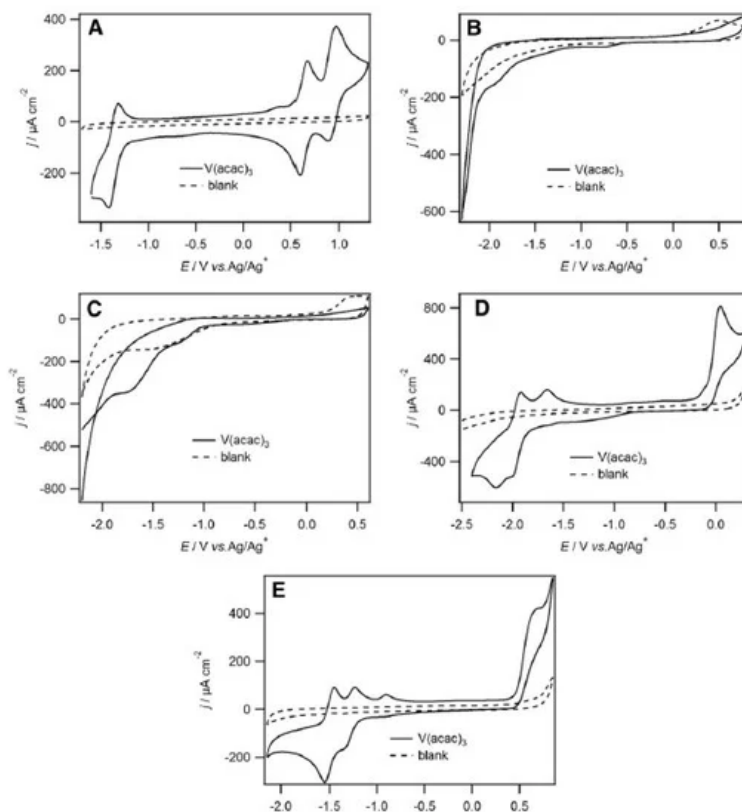 A
400
200
0
-200
j / µA cm⁻²
V(acac)₃
blank
-1.5 -1.0 -0.5 0.0 0.5 1.0
E / V vs.Ag/Ag⁺
B
0
-200
-400
-600
j / µA cm⁻²
V(acac)₃
blank
-2.0 -1.5 -1.0 -0.5 0.0 0.5
E / V vs.Ag/Ag⁺
C
0
-200
-400
-600
-800
j / µA cm⁻²
V(acac)₃
blank
-2.0 -1.5 -1.0 -0.5 0.0 0.5
E / V vs.Ag/Ag⁺
D
800
400
0
-400
j / µA cm⁻²
V(acac)₃
blank
-2.5 -2.0 -1.5 -1.0 -0.5 0.0
E / V vs.Ag/Ag⁺
E
400
200
0
-200
j / µA cm⁻²
V(acac)₃
blank
-2.0 -1.5 -1.0 -0.5 0.0 0.5